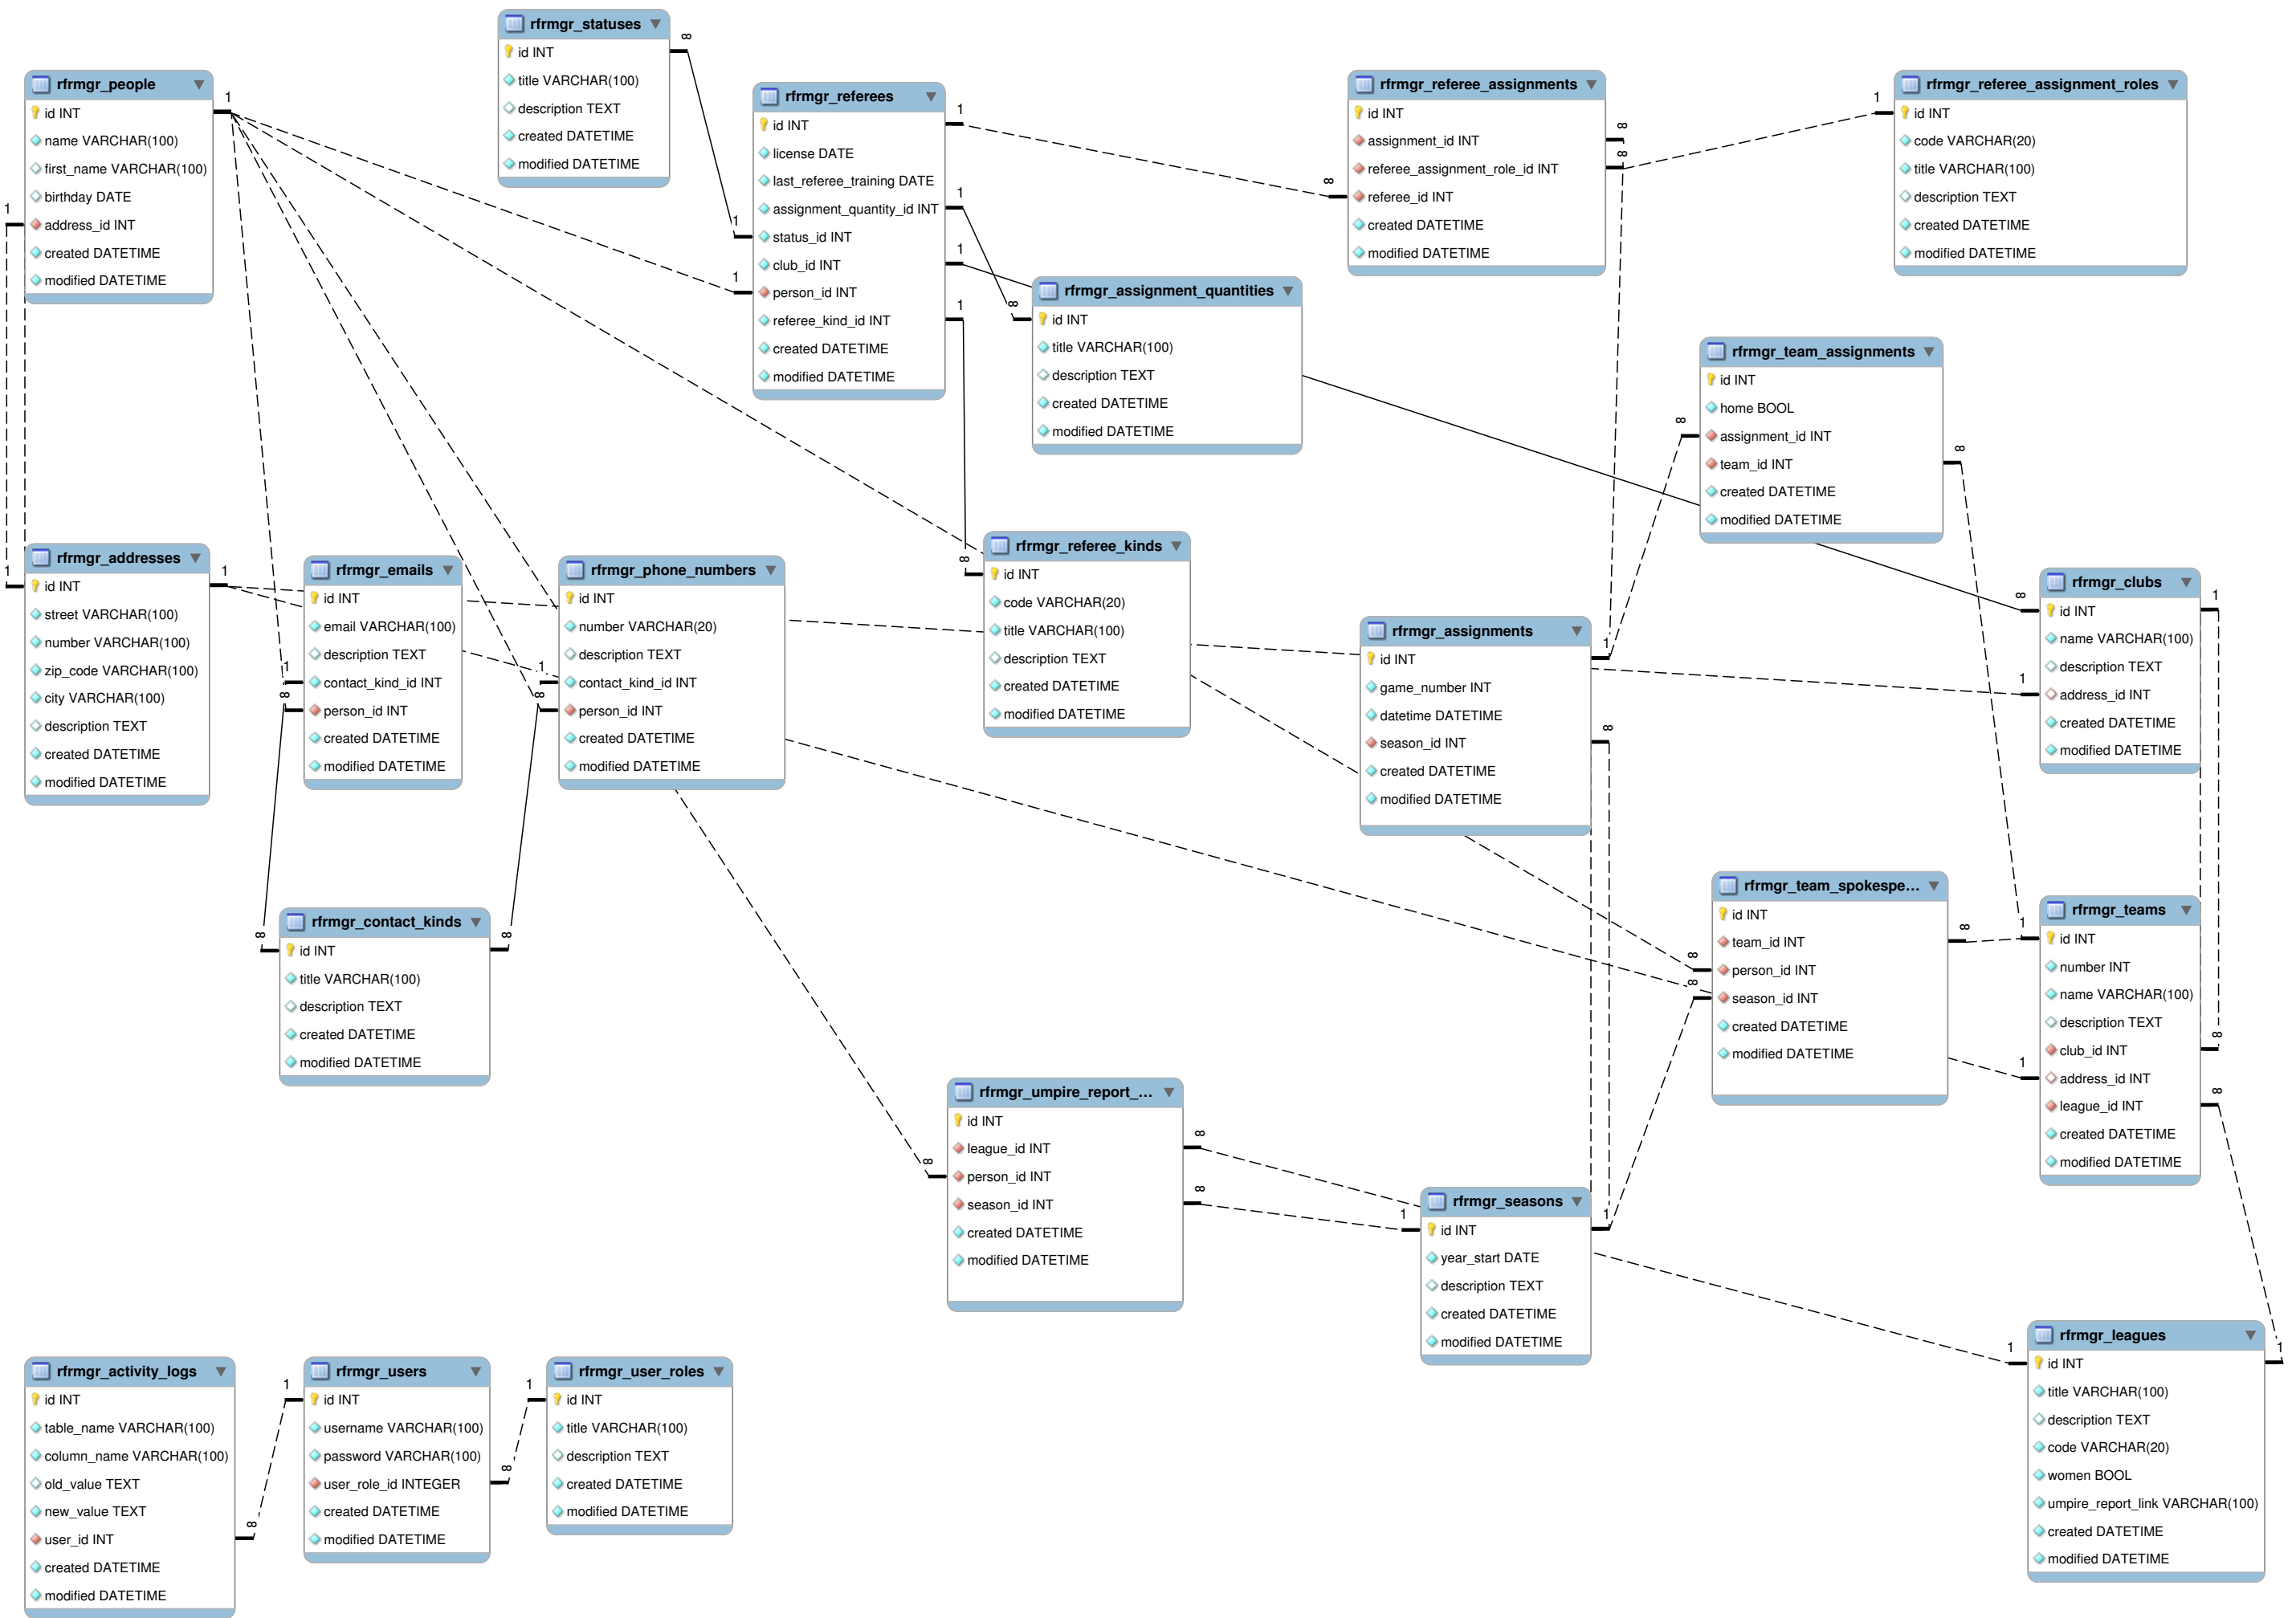 rfrmgr_statuses
id INT
title VARCHAR(100)
description TEXT
created DATETIME
modified DATETIME
rfrmgr_people
id INT
name VARCHAR(100)
first_name VARCHAR(100)
birthday DATE
address_id INT
created DATETIME
modified DATETIME
rfrmgr_referees
id INT
license DATE
last_referee_training DATE
assignment_quantity_id INT
status_id INT
club_id INT
person_id INT
referee_kind_id INT
created DATETIME
modified DATETIME
rfrmgr_referee_assignments
id INT
assignment_id INT
referee_assignment_role_id INT
referee_id INT
created DATETIME
modified DATETIME
rfrmgr_referee_assignment_roles
id INT
code VARCHAR(20)
title VARCHAR(100)
description TEXT
created DATETIME
modified DATETIME
rfrmgr_assignment_quantities
id INT
title VARCHAR(100)
description TEXT
created DATETIME
modified DATETIME
rfrmgr_team_assignments
id INT
home BOOL
assignment_id INT
team_id INT
created DATETIME
modified DATETIME
rfrmgr_addresses
id INT
street VARCHAR(100)
number VARCHAR(100)
zip_code VARCHAR(100)
city VARCHAR(100)
description TEXT
created DATETIME
modified DATETIME
rfrmgr_emails
id INT
email VARCHAR(100)
description TEXT
contact_kind_id INT
person_id INT
created DATETIME
modified DATETIME
rfrmgr_phone_numbers
id INT
number VARCHAR(20)
description TEXT
contact_kind_id INT
person_id INT
created DATETIME
modified DATETIME
rfrmgr_referee_kinds
id INT
code VARCHAR(20)
title VARCHAR(100)
description TEXT
created DATETIME
modified DATETIME
rfrmgr_assignments
id INT
game_number INT
datetime DATETIME
season_id INT
created DATETIME
modified DATETIME
rfrmgr_clubs
id INT
name VARCHAR(100)
description TEXT
address_id INT
created DATETIME
modified DATETIME
rfrmgr_contact_kinds
id INT
title VARCHAR(100)
description TEXT
created DATETIME
modified DATETIME
rfrmgr_team_spokespe...
id INT
team_id INT
person_id INT
season_id INT
created DATETIME
modified DATETIME
rfrmgr_teams
id INT
number INT
name VARCHAR(100)
description TEXT
club_id INT
address_id INT
league_id INT
created DATETIME
modified DATETIME
rfrmgr_umpire_report_...
id INT
league_id INT
person_id INT
season_id INT
created DATETIME
modified DATETIME
rfrmgr_seasons
id INT
year_start DATE
description TEXT
created DATETIME
modified DATETIME
rfrmgr_leagues
id INT
title VARCHAR(100)
description TEXT
code VARCHAR(20)
women BOOL
umpire_report_link VARCHAR(100)
created DATETIME
modified DATETIME
rfrmgr_activity_logs
id INT
table_name VARCHAR(100)
column_name VARCHAR(100)
old_value TEXT
new_value TEXT
user_id INT
created DATETIME
modified DATETIME
rfrmgr_users
id INT
username VARCHAR(100)
password VARCHAR(100)
user_role_id INTEGER
created DATETIME
modified DATETIME
rfrmgr_user_roles
id INT
title VARCHAR(100)
description TEXT
created DATETIME
modified DATETIME